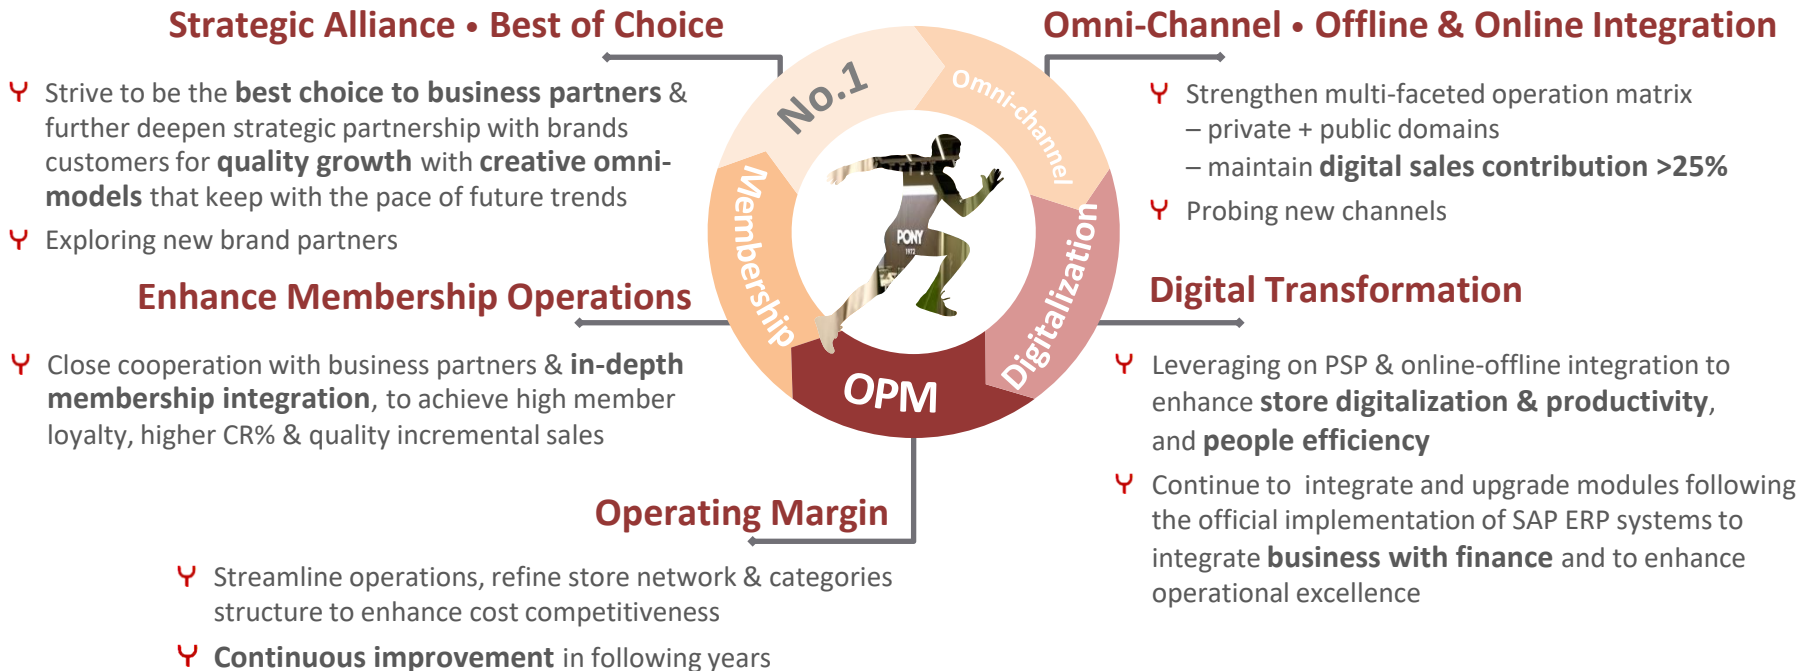 Strategic Alliance • Best of Choice
Strive to be the best choice to business partners &
further deepen strategic partnership with brands
customers for quality growth with creative omni-
models that keep with the pace of future trends
Exploring new brand partners
Enhance Membership Operations
Close cooperation with business partners & in-depth
membership integration, to achieve high member
loyalty, higher CR% & quality incremental sales
Operating Margin
Streamline operations, refine store network & categories
structure to enhance cost competitiveness
Continuous improvement in following years
No.1
Omni-channel
Digitalization
OPM
Membership
PONY
1972
Omni-Channel • Offline & Online Integration
Strengthen multi-faceted operation matrix
– private + public domains
– maintain digital sales contribution >25%
Probing new channels
Digital Transformation
Leveraging on PSP & online-offline integration to
enhance store digitalization & productivity,
and people efficiency
Continue to integrate and upgrade modules following
the official implementation of SAP ERP systems to
integrate business with finance and to enhance
operational excellence